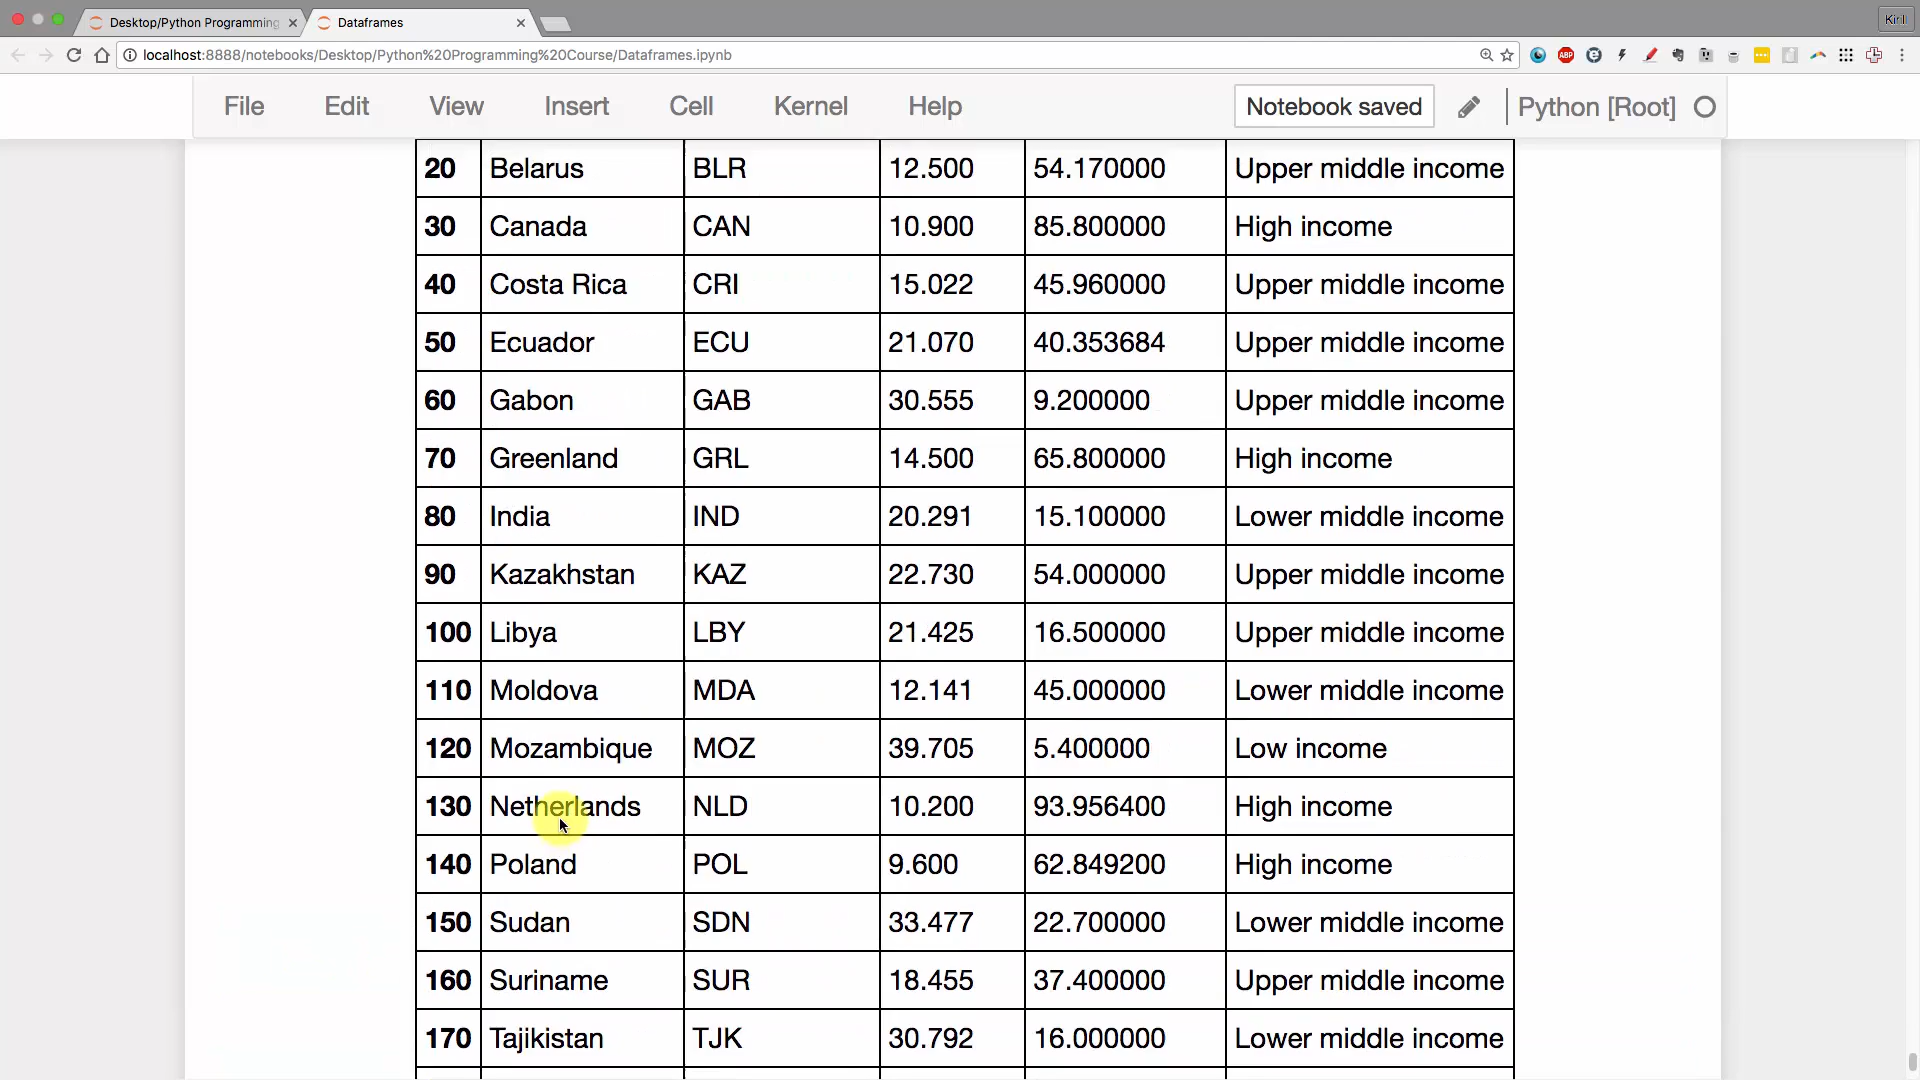 Desktop/Python Programming
Dataframes
Kirill
localhost:8888/notebooks/Desktop/Python%20Programming%20Course/Dataframes.ipynb
ABP
File Edit View Insert Cell Kernel Help Notebook saved Python [Root]
20 Belarus BLR 12.500 54.170000 Upper middle income
30 Canada CAN 10.900 85.800000 High income
40 Costa Rica CRI 15.022 45.960000 Upper middle income
50 Ecuador ECU 21.070 40.353684 Upper middle income
60 Gabon GAB 30.555 9.200000 Upper middle income
70 Greenland GRL 14.500 65.800000 High income
80 India IND 20.291 15.100000 Lower middle income
90 Kazakhstan KAZ 22.730 54.000000 Upper middle income
100 Libya LBY 21.425 16.500000 Upper middle income
110 Moldova MDA 12.141 45.000000 Lower middle income
120 Mozambique MOZ 39.705 5.400000 Low income
130 Netherlands NLD 10.200 93.956400 High income
140 Poland POL 9.600 62.849200 High income
150 Sudan SDN 33.477 22.700000 Lower middle income
160 Suriname SUR 18.455 37.400000 Upper middle income
170 Tajikistan TJK 30.792 16.000000 Lower middle income